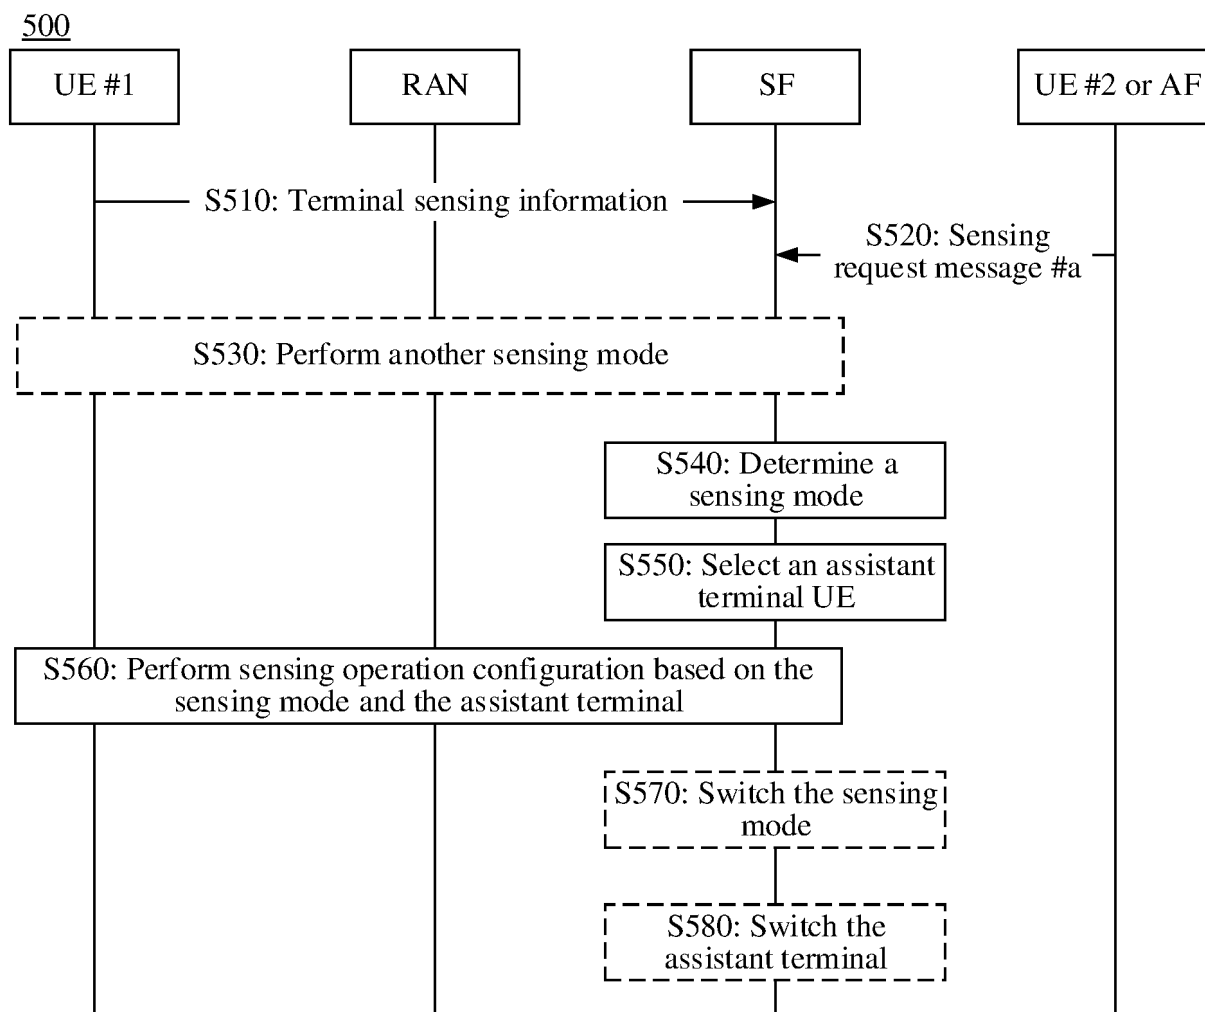 500
UE #1
RAN
SF
UE #2 or AF
S510: Terminal sensing information
S520: Sensing
request message #a
S530: Perform another sensing mode
S540: Determine a
sensing mode
S550: Select an assistant
terminal UE
S560: Perform sensing operation configuration based on the
sensing mode and the assistant terminal
S570: Switch the sensing
mode
S580: Switch the
assistant terminal